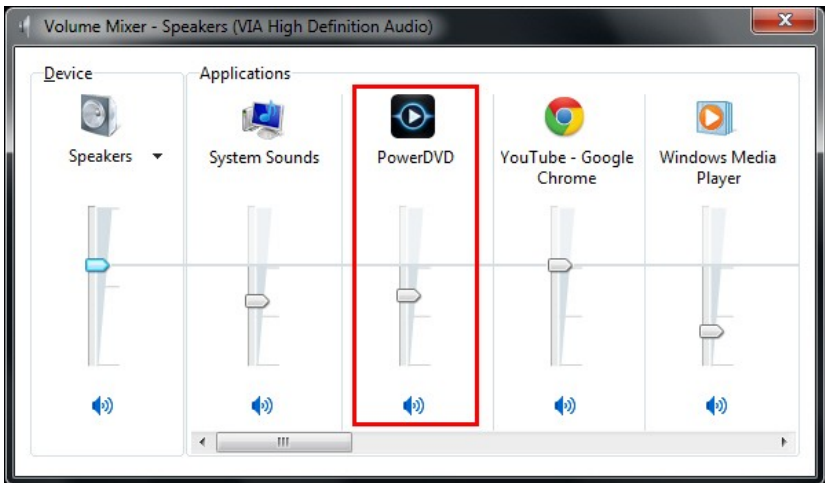 Volume Mixer - Speakers (VIA High Definition Audio)
Device
Applications
Speakers
System Sounds
PowerDVD
YouTube - Google
Chrome
Windows Media
Player